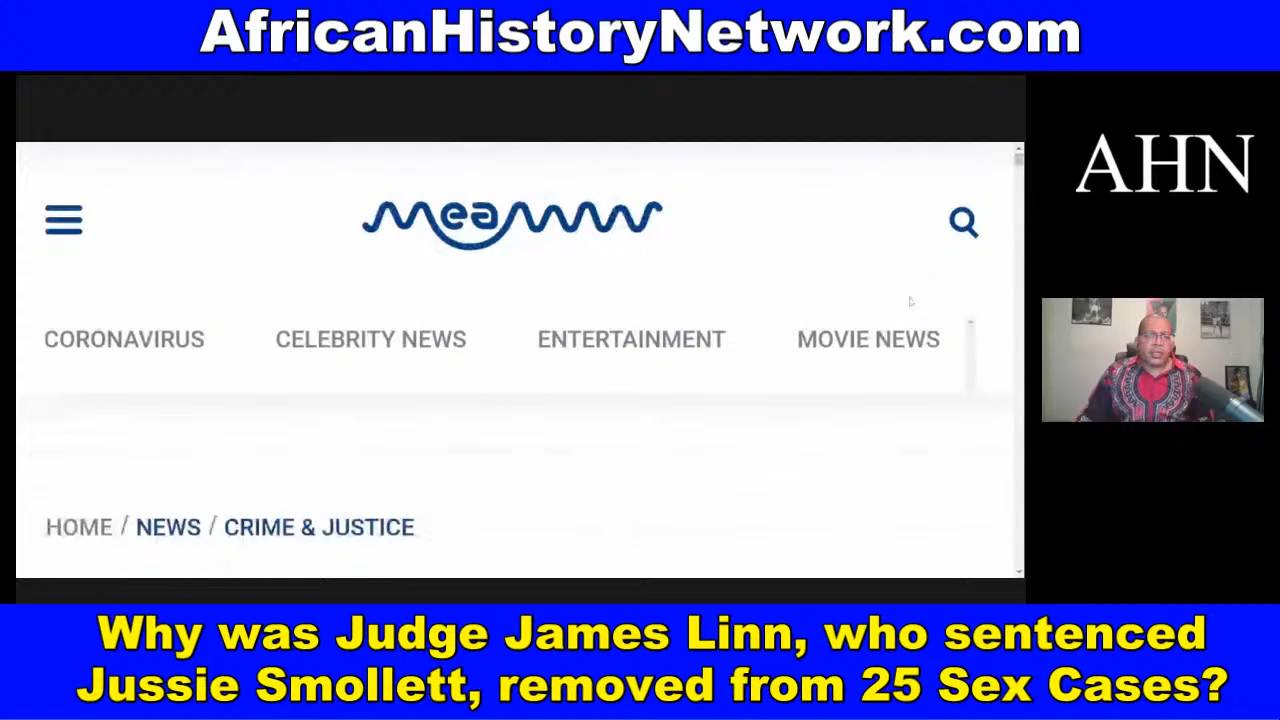 AfricanHistoryNetwork.com
AHN
meaww
CORONAVIRUS CELEBRITY NEWS ENTERTAINMENT MOVIE NEWS
HOME / NEWS / CRIME & JUSTICE
Why was Judge James Linn, who sentenced
Jussie Smollett, removed from 25 Sex Cases?